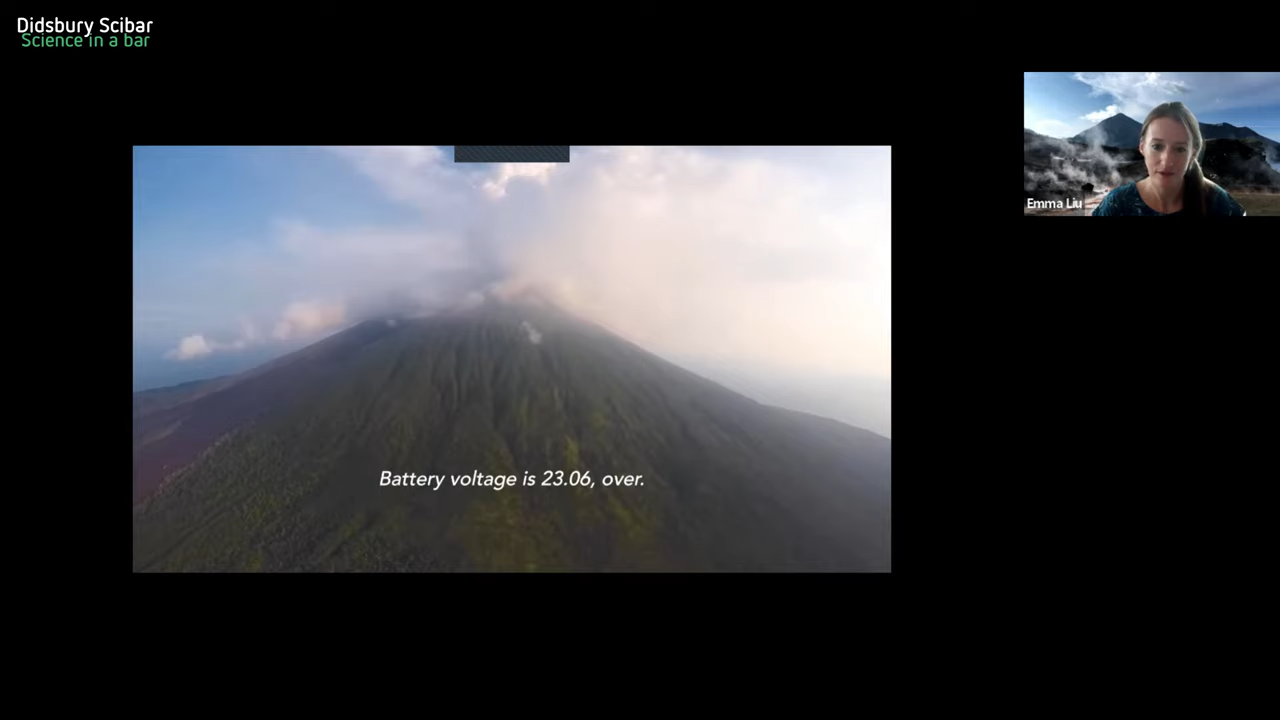 Didsbury Scibar
Science in a bar
Emma Liu
Battery voltage is 23.06, over.